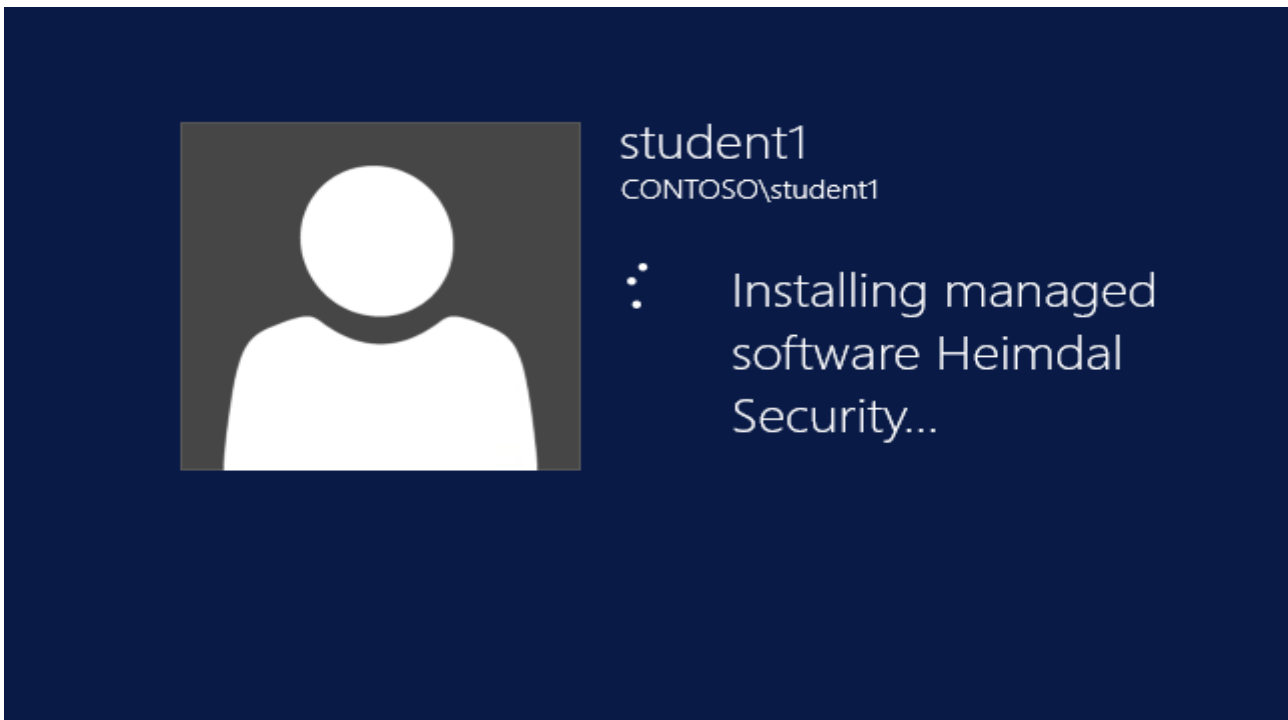 student1
CONTOSO\student1
Installing managed
software Heimdal
Security...